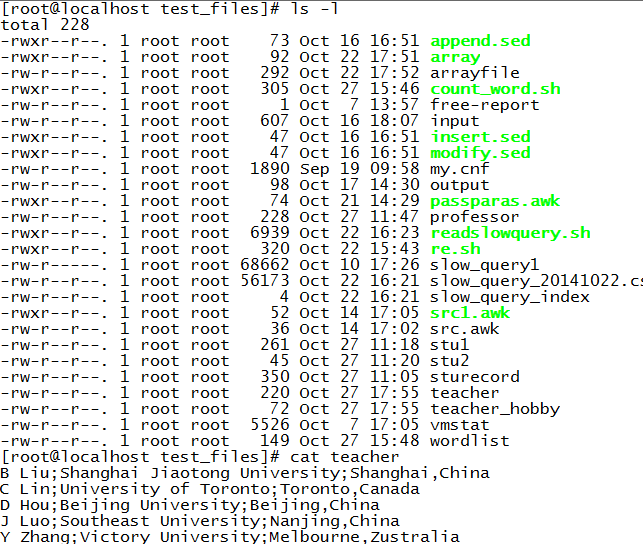 [root@localhost test_files]# ls -l
total 228
-rwxr--r--. 1 root root    73 Oct 16 16:51 append.sed
-rwxr--r--. 1 root root    92 Oct 22 17:51 array
-rw-r--r--. 1 root root   292 Oct 22 17:52 arrayfile
-rwxr--r--. 1 root root   305 Oct 27 15:46 count_word.sh
-rw-r--r--. 1 root root     1 Oct  7 13:57 free-report
-rw-r--r--. 1 root root   607 Oct 16 18:07 input
-rwxr--r--. 1 root root    47 Oct 16 16:51 insert.sed
-rwxr--r--. 1 root root    47 Oct 16 16:51 modify.sed
-rw-r--r--. 1 root root  1890 Sep 19 09:58 my.cnf
-rw-r--r--. 1 root root    98 Oct 17 14:30 output
-rwxr--r--. 1 root root    74 Oct 21 14:29 passparas.awk
-rw-r--r--. 1 root root   228 Oct 27 11:47 professor
-rwxr--r--. 1 root root  6939 Oct 22 16:23 readslowquery.sh
-rwxr--r--. 1 root root   320 Oct 22 15:43 re.sh
-rw-r-----. 1 root root 68662 Oct 10 17:26 slow_query1
-rw-r--r--. 1 root root 56173 Oct 22 16:21 slow_query_20141022.cs
-rw-r--r--. 1 root root     4 Oct 22 16:21 slow_query_index
-rwxr--r--. 1 root root    52 Oct 14 17:05 src1.awk
-rw-r--r--. 1 root root    36 Oct 14 17:02 src.awk
-rw-r--r--. 1 root root   261 Oct 27 11:18 stu1
-rw-r--r--. 1 root root    45 Oct 27 11:20 stu2
-rw-r--r--. 1 root root   350 Oct 27 11:05 sturecord
-rw-r--r--. 1 root root   220 Oct 27 17:55 teacher
-rw-r--r--. 1 root root    72 Oct 27 17:55 teacher_hobby
-rw-r--r--. 1 root root  5526 Oct  7 17:05 vmstat
-rw-r--r--. 1 root root   149 Oct 27 15:48 wordlist
[root@localhost test_files]# cat teacher
B Liu;Shanghai Jiaotong University;Shanghai,China
C Lin;University of Toronto;Toronto,Canada
D Hou;Beijing University;Beijing,China
J Luo;Southeast University;Nanjing,China
Y Zhang;Victory University;Melbourne,Zustralia